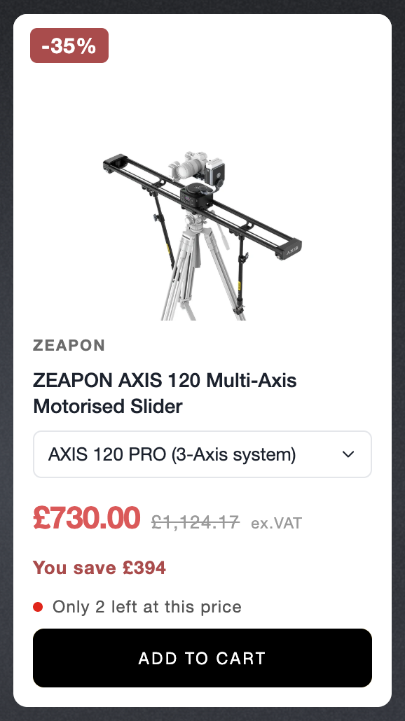 -35%
AXIS
ZEAPON
ZEAPON AXIS 120 Multi-Axis
Motorised Slider
AXIS 120 PRO (3-Axis system)
£730.00 £1,124.17 ex.VAT
You save £394
Only 2 left at this price
ADD TO CART